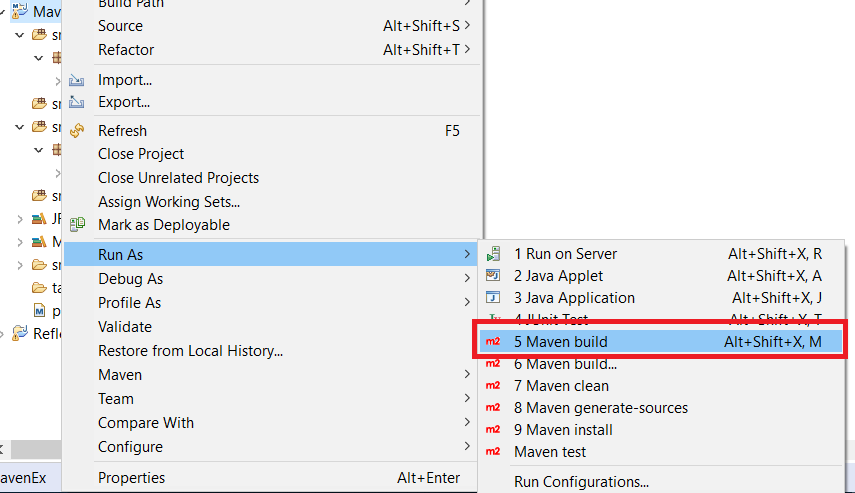 Build Path
Mav
Source Alt+Shift+S
Refactor Alt+Shift+T
Import...
Export...
Refresh F5
Close Project
Close Unrelated Projects
Assign Working Sets...
Mark as Deployable
Run As
Debug As
Profile As
Validate
Restore from Local History...
Maven
Team
Compare With
Configure
Properties Alt+Enter
1 Run on Server Alt+Shift+X, R
2 Java Applet Alt+Shift+X, A
3 Java Application Alt+Shift+X, J
4 JUnit Test Alt+Shift+X, T
m2 5 Maven build Alt+Shift+X, M
m2 6 Maven build...
m2 7 Maven clean
m2 8 Maven generate-sources
m2 9 Maven install
m2 Maven test
Run Configurations...
sr
sr
sr
sr
JF
M
sr
ta
p
Refle
avenEx